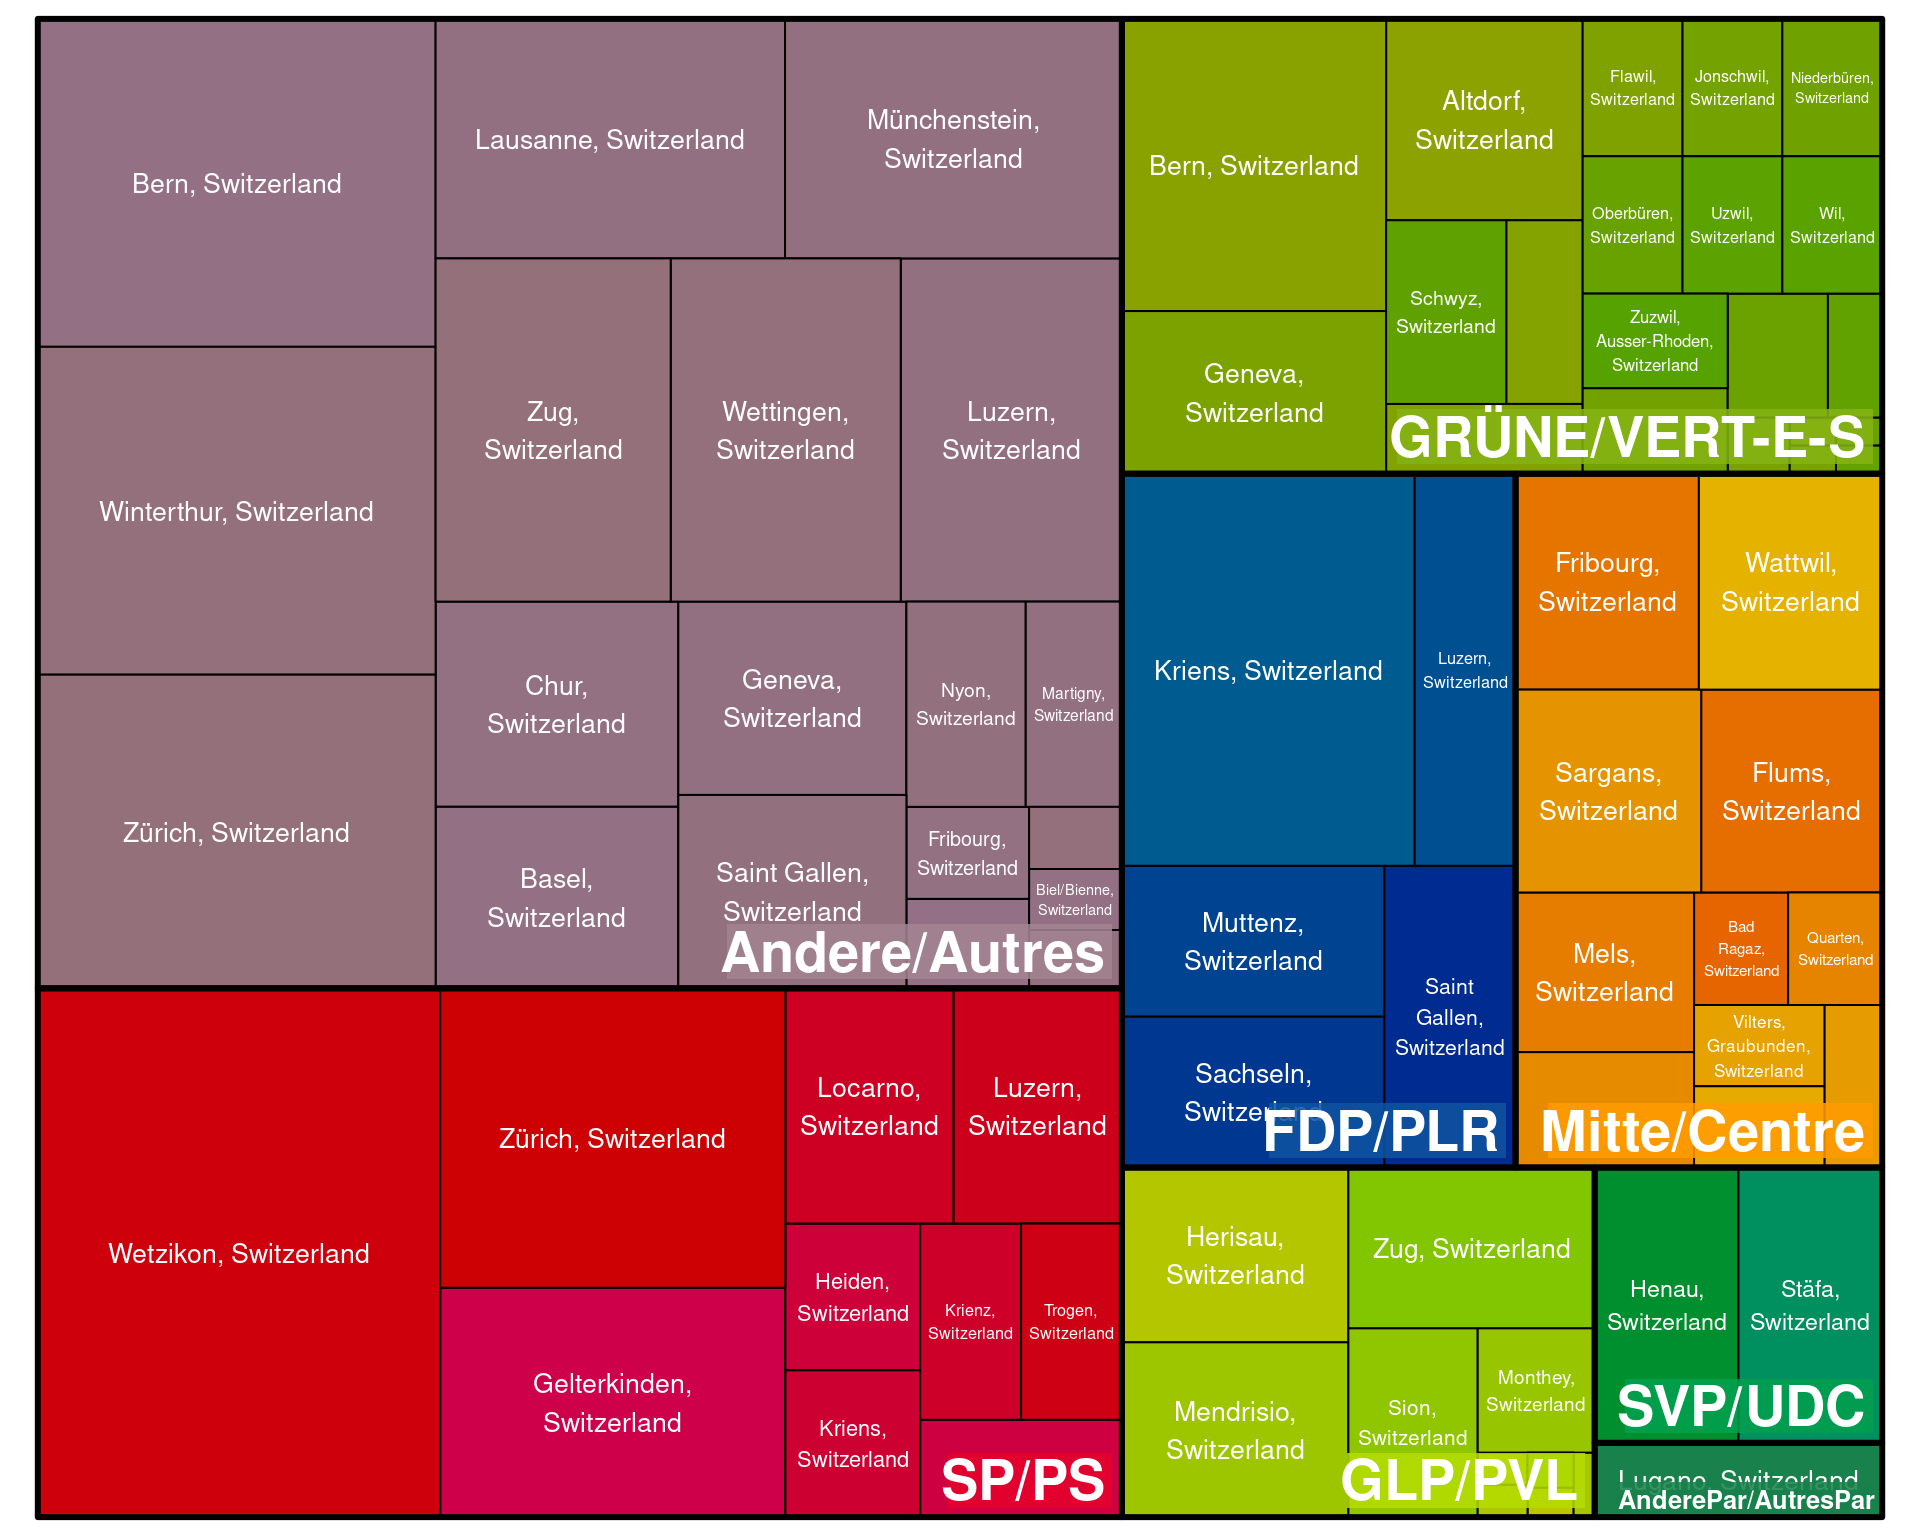 Bern, Switzerland
Lausanne, Switzerland
Münchenstein,
Switzerland
Winterthur, Switzerland
Zug,
Switzerland
Wettingen,
Switzerland
Luzern,
Switzerland
Zürich, Switzerland
Chur,
Switzerland
Geneva,
Switzerland
Nyon,
Switzerland
Martigny,
Switzerland
Basel,
Switzerland
Saint Gallen,
Switzerland
Fribourg,
Switzerland
Biel/Bienne,
Switzerland
Andere/Autres
Wetzikon, Switzerland
Zürich, Switzerland
Gelterkinden,
Switzerland
Locarno,
Switzerland
Luzern,
Switzerland
Heiden,
Switzerland
Krienz,
Switzerland
Trogen,
Switzerland
Kriens,
Switzerland
SP/PS
Bern, Switzerland
Geneva,
Switzerland
Altdorf,
Switzerland
Schwyz,
Switzerland
Flawil,
Switzerland
Jonschwil,
Switzerland
Niederbüren,
Switzerland
Oberbüren,
Switzerland
Uzwil,
Switzerland
Wil,
Switzerland
Zuzwil,
Ausser-Rhoden,
Switzerland
GRÜNE/VERT-E-S
Kriens, Switzerland
Luzern,
Switzerland
Muttenz,
Switzerland
Sachseln,
Switzerland
Saint
Gallen,
Switzerland
FDP/PLR
Fribourg,
Switzerland
Wattwil,
Switzerland
Sargans,
Switzerland
Flums,
Switzerland
Mels,
Switzerland
Bad
Ragaz,
Switzerland
Quarten,
Switzerland
Vilters,
Graubunden,
Switzerland
Mitte/Centre
Herisau,
Switzerland
Zug, Switzerland
Mendrisio,
Switzerland
Sion,
Switzerland
Monthey,
Switzerland
GLP/PVL
Henau,
Switzerland
Stäfa,
Switzerland
SVP/UDC
Lugano, Switzerland
AnderePar/AutresPar